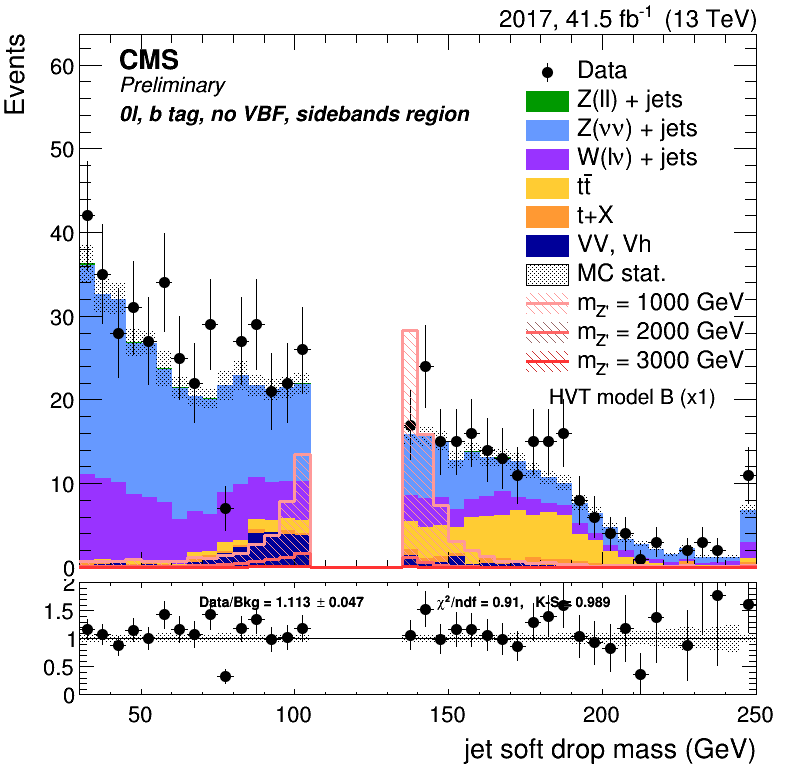 2017, 41.5 fb⁻¹ (13 TeV)
Events
CMS
Preliminary
0l, b tag, no VBF, sidebands region
Data
Z(ll) + jets
Z(νν) + jets
W(lν) + jets
tt̄
t+X
VV, Vh
MC stat.
m_Z' = 1000 GeV
m_Z' = 2000 GeV
m_Z' = 3000 GeV
HVT model B (x1)
60
50
40
30
20
10
0
Data/Bkg = 1.113 ± 0.047 χ²/ndf = 0.91, K-S = 0.989
2
1.5
1
0.5
0
50 100 150 200 250
jet soft drop mass (GeV)